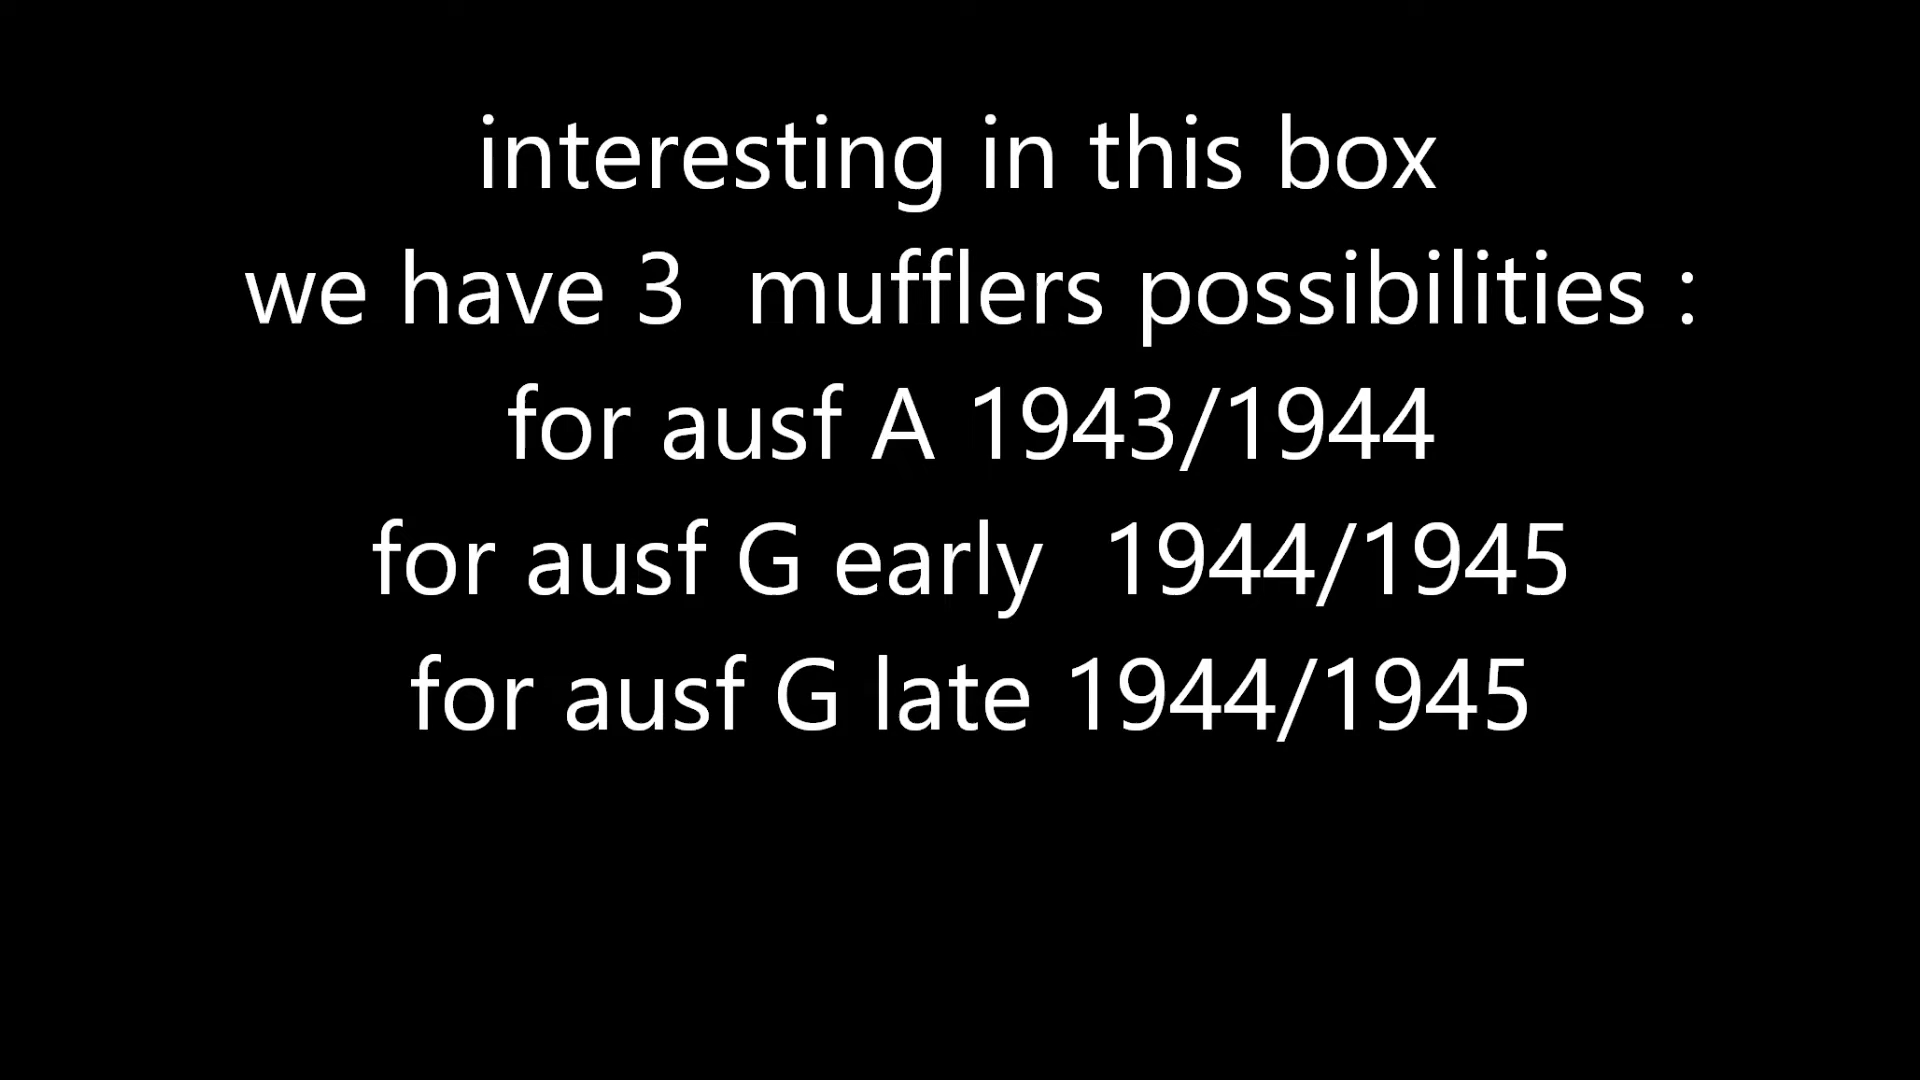 interesting in this box
we have 3  mufflers possibilities :
for ausf A 1943/1944
for ausf G early  1944/1945
for ausf G late 1944/1945